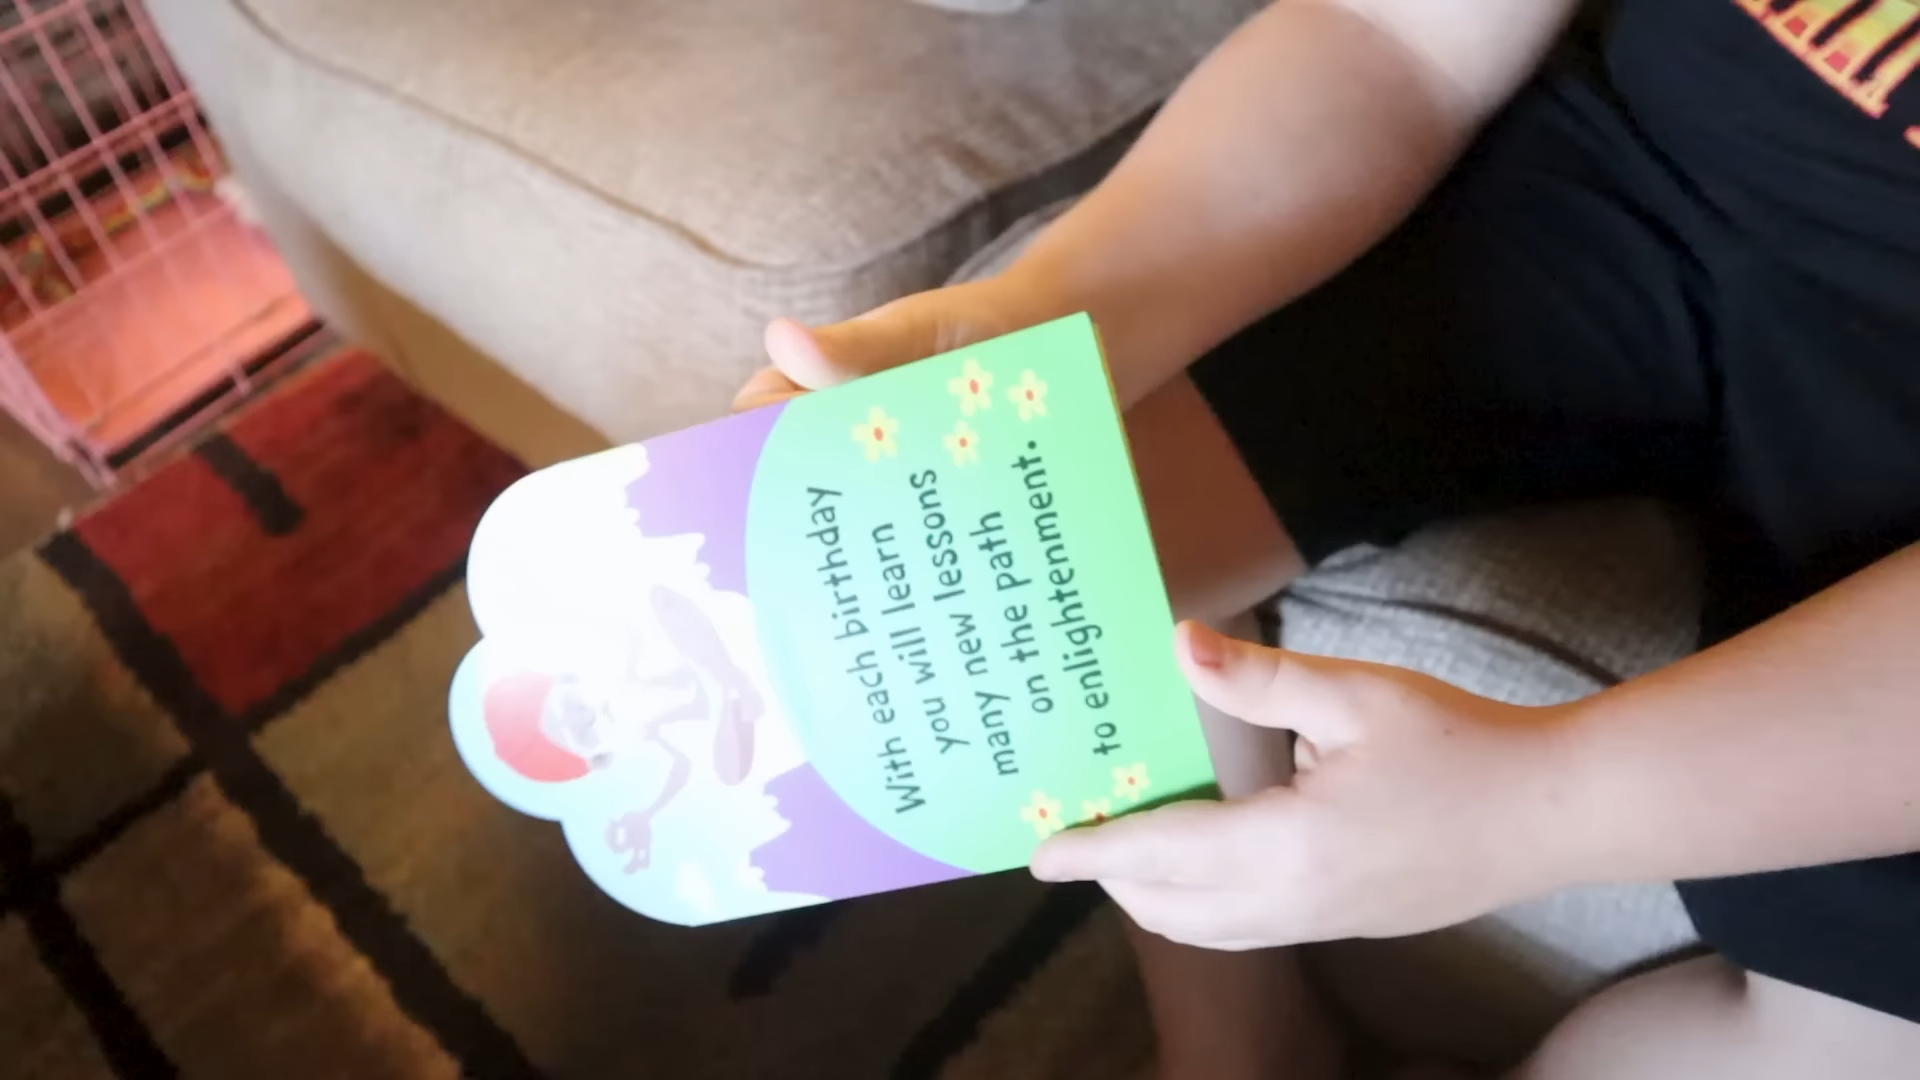 With each birthday
you will learn
many new lessons
on the path
to enlightenment.